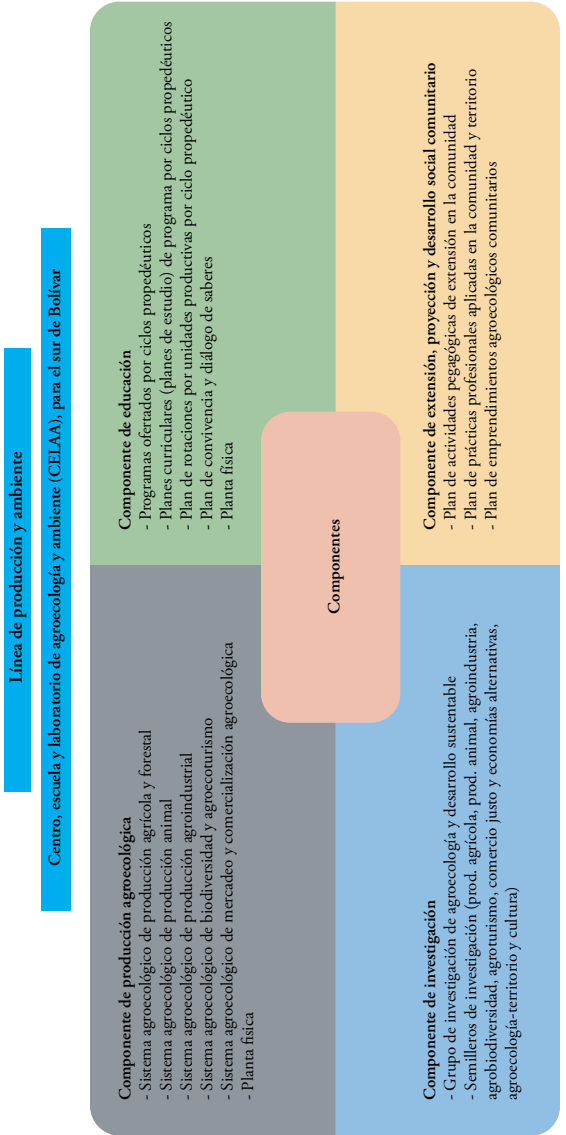 Línea de producción y ambiente
Centro, escuela y laboratorio de agroecología y ambiente (CELAA), para el sur de Bolívar
Componente de producción agroecológica
- Sistema agroecológico de producción agrícola y forestal
- Sistema agroecológico de producción animal
- Sistema agroecológico de producción agroindustrial
- Sistema agroecológico de biodiversidad y agroecoturismo
- Sistema agroecológico de mercadeo y comercialización agroecológica
- Planta física
Componente de educación
- Programas ofertados por ciclos propedéuticos
- Planes curriculares (planes de estudio) de programa por ciclos propedéuticos
- Plan de rotaciones por unidades productivas por ciclo propedéutico
- Plan de convivencia y diálogo de saberes
- Planta física
Componentes
Componente de investigación
- Grupo de investigación de agroecología y desarrollo sustentable
- Semilleros de investigación (prod. agrícola, prod. animal, agroindustria,
agrobiodiversidad, agroturismo, comercio justo y economías alternativas,
agroecología-territorio y cultura)
Componente de extensión, proyección y desarrollo social comunitario
- Plan de actividades pegagógicas de extensión en la comunidad
- Plan de prácticas profesionales aplicadas en la comunidad y territorio
- Plan de emprendimientos agroecológicos comunitarios